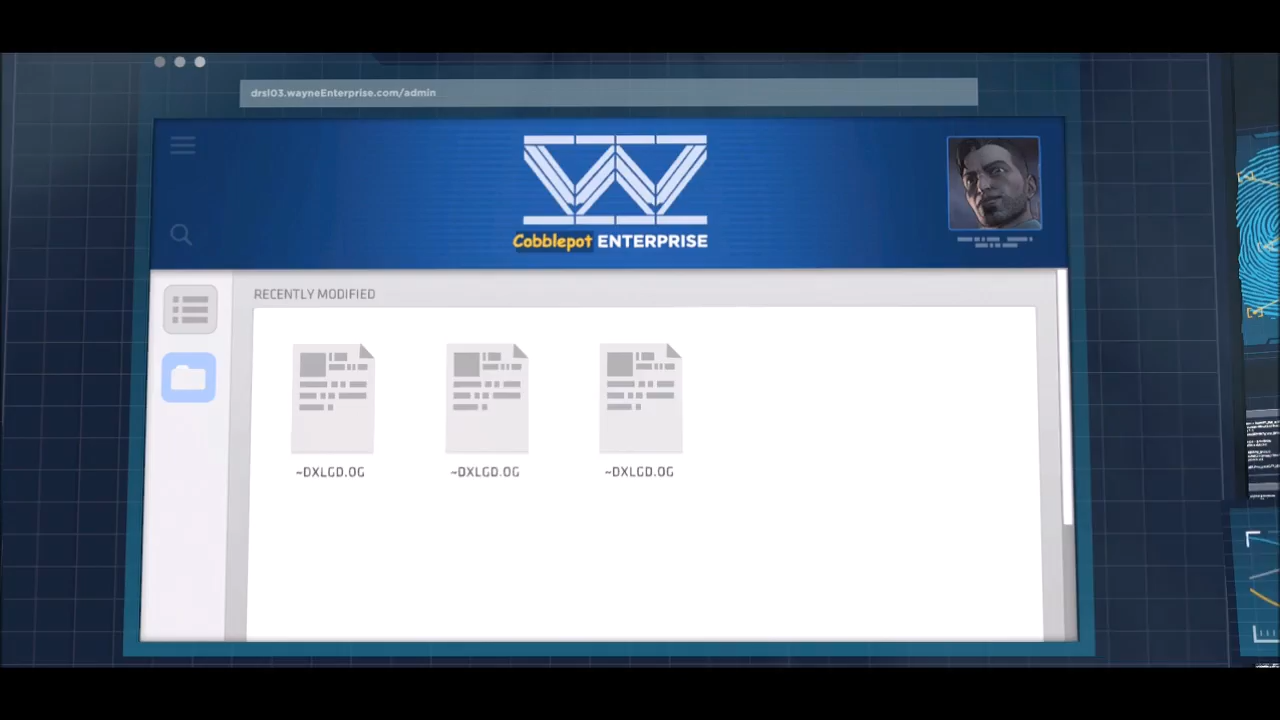 drsl03.wayneEnterprise.com/admin
Cobblepot ENTERPRISE
RECENTLY MODIFIED
~DXLGD.OG ~DXLGD.OG ~DXLGD.OG